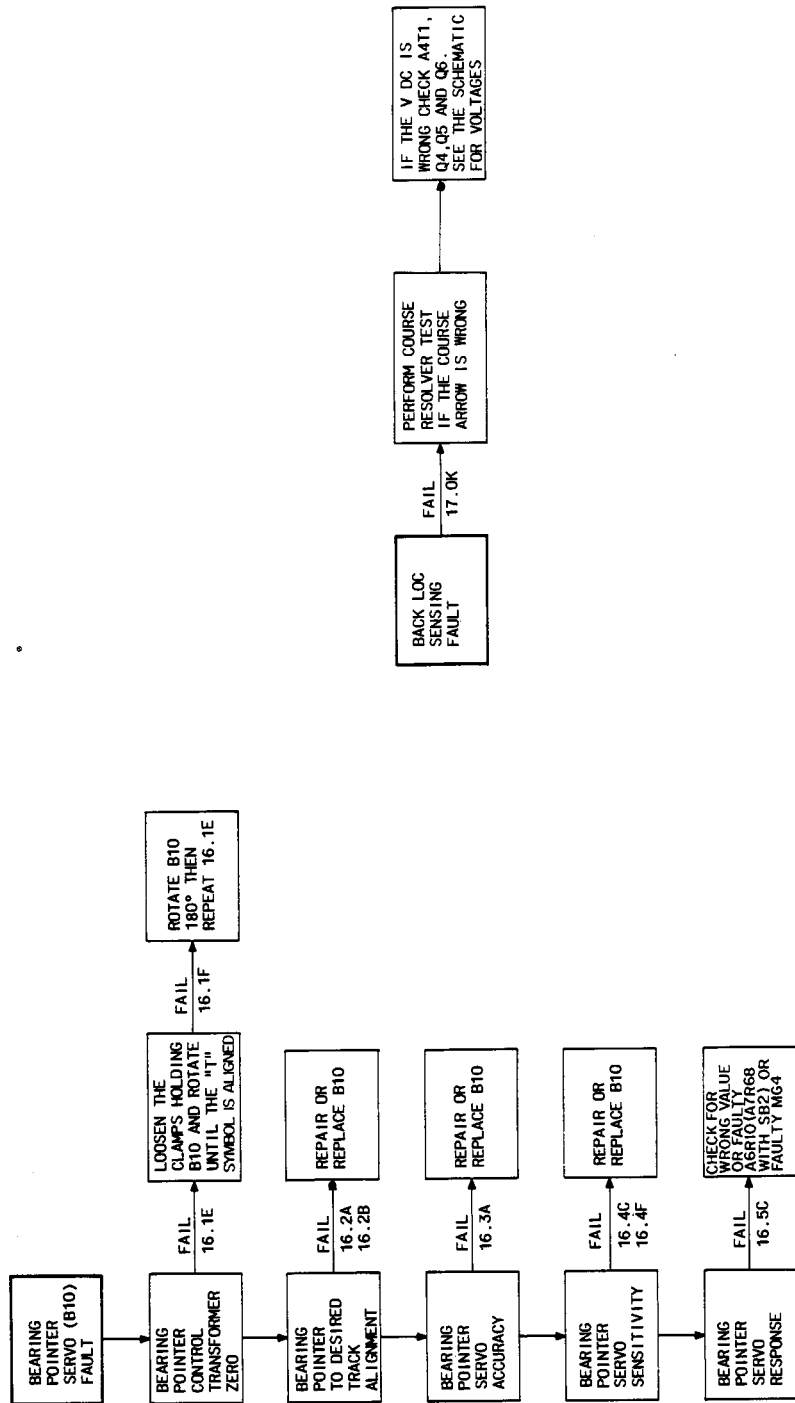 BEARING
POINTER
SERVO (B10)
FAULT
BEARING
POINTER
CONTROL
TRANSFORMER
ZERO
FAIL
16.1E
LOOSEN THE
CLAMPS HOLDING
B10 AND ROTATE
UNTIL THE "T"
SYMBOL IS ALIGNED
FAIL
16.1F
ROTATE B10
180° THEN
REPEAT 16.1E
BEARING
POINTER
TO DESIRED
TRACK
ALIGNMENT
FAIL
16.2A
16.2B
REPAIR OR
REPLACE B10
BEARING
POINTER
SERVO
ACCURACY
FAIL
16.3A
REPAIR OR
REPLACE B10
BEARING
POINTER
SERVO
SENSITIVITY
FAIL
16.4C
16.4F
REPAIR OR
REPLACE B10
BEARING
POINTER
SERVO
RESPONSE
FAIL
16.5C
CHECK FOR
WRONG VALUE
OR FAULTY
A6R10(A7R68
WITH SB2) OR
FAULTY MG4
BACK LOC
SENSING
FAULT
FAIL
17.0K
PERFORM COURSE
RESOLVER TEST
IF THE COURSE
ARROW IS WRONG
IF THE V DC IS
WRONG CHECK A4T1,
Q4,Q5 AND Q6.
SEE THE SCHEMATIC
FOR VOLTAGES